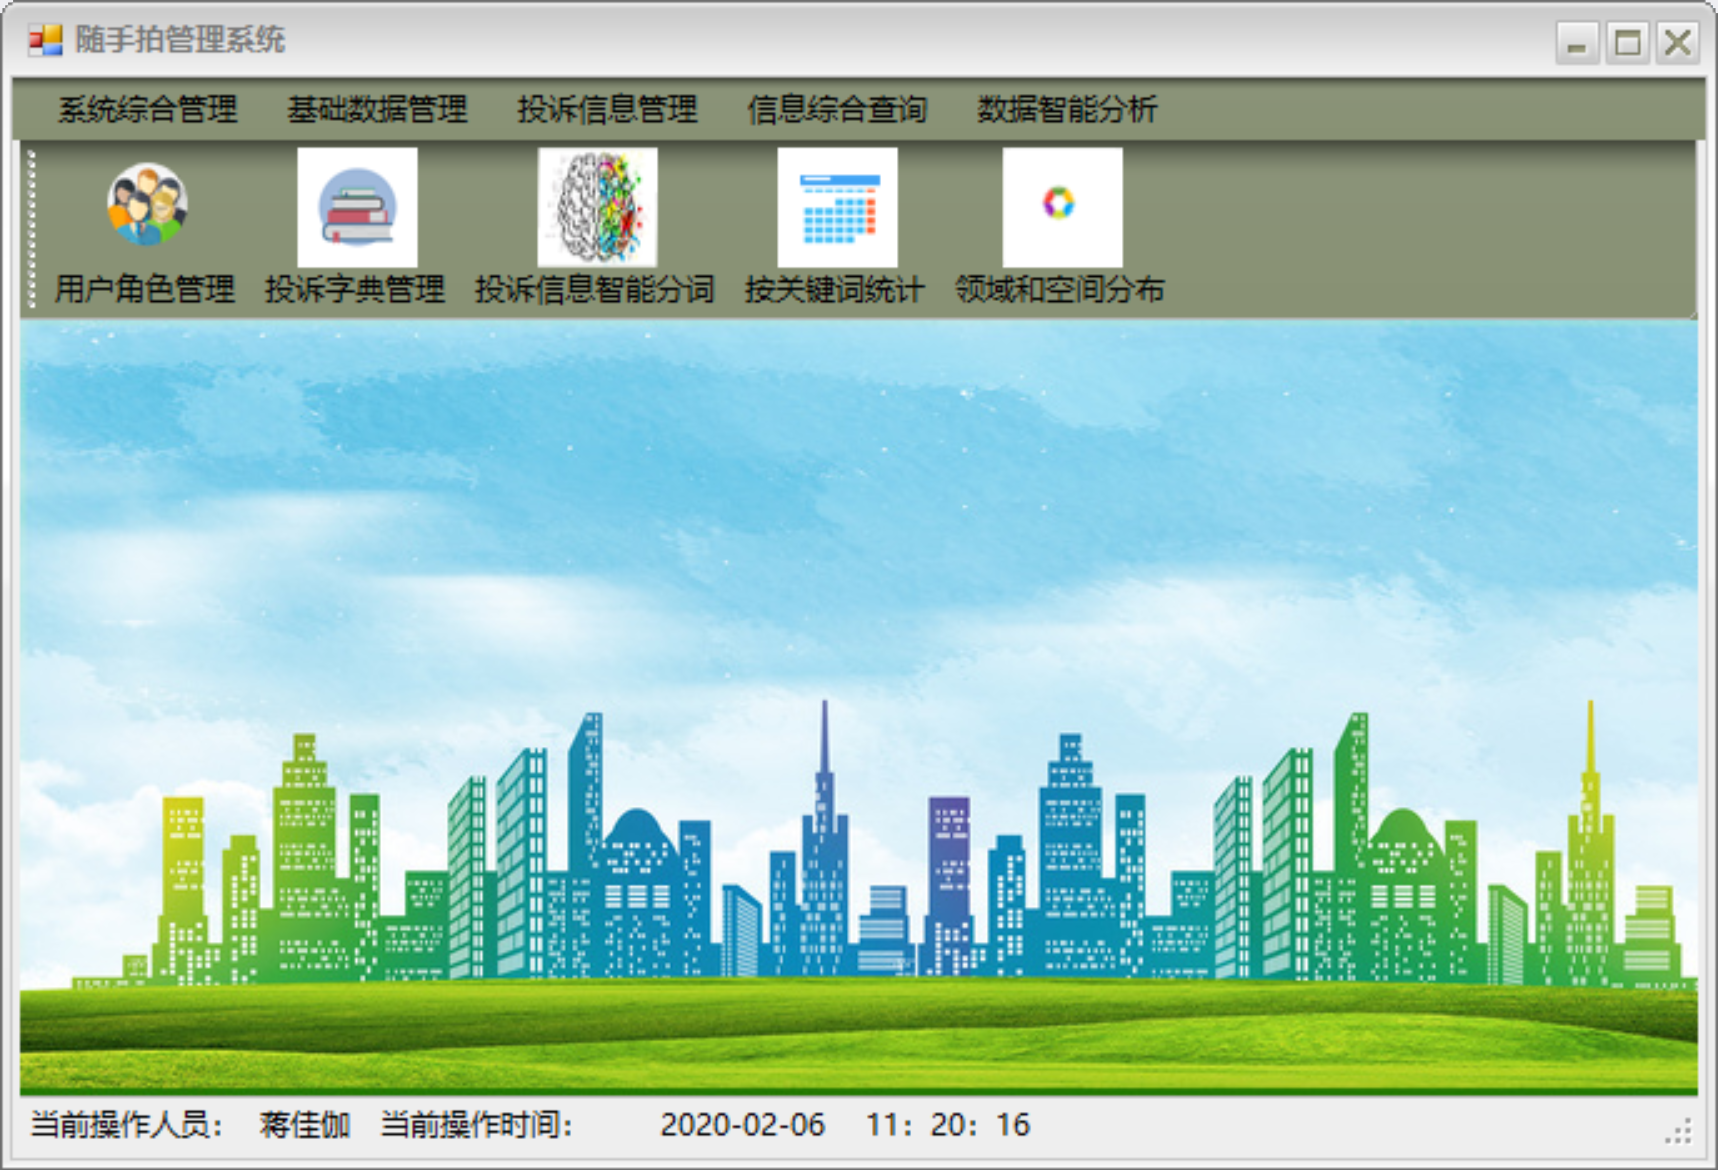 随手拍管理系统
系统综合管理 基础数据管理 投诉信息管理 信息综合查询 数据智能分析
用户角色管理 投诉字典管理 投诉信息智能分词 按关键词统计 领域和空间分布
当前操作人员： 蒋佳伽 当前操作时间： 2020-02-06 11：20：16